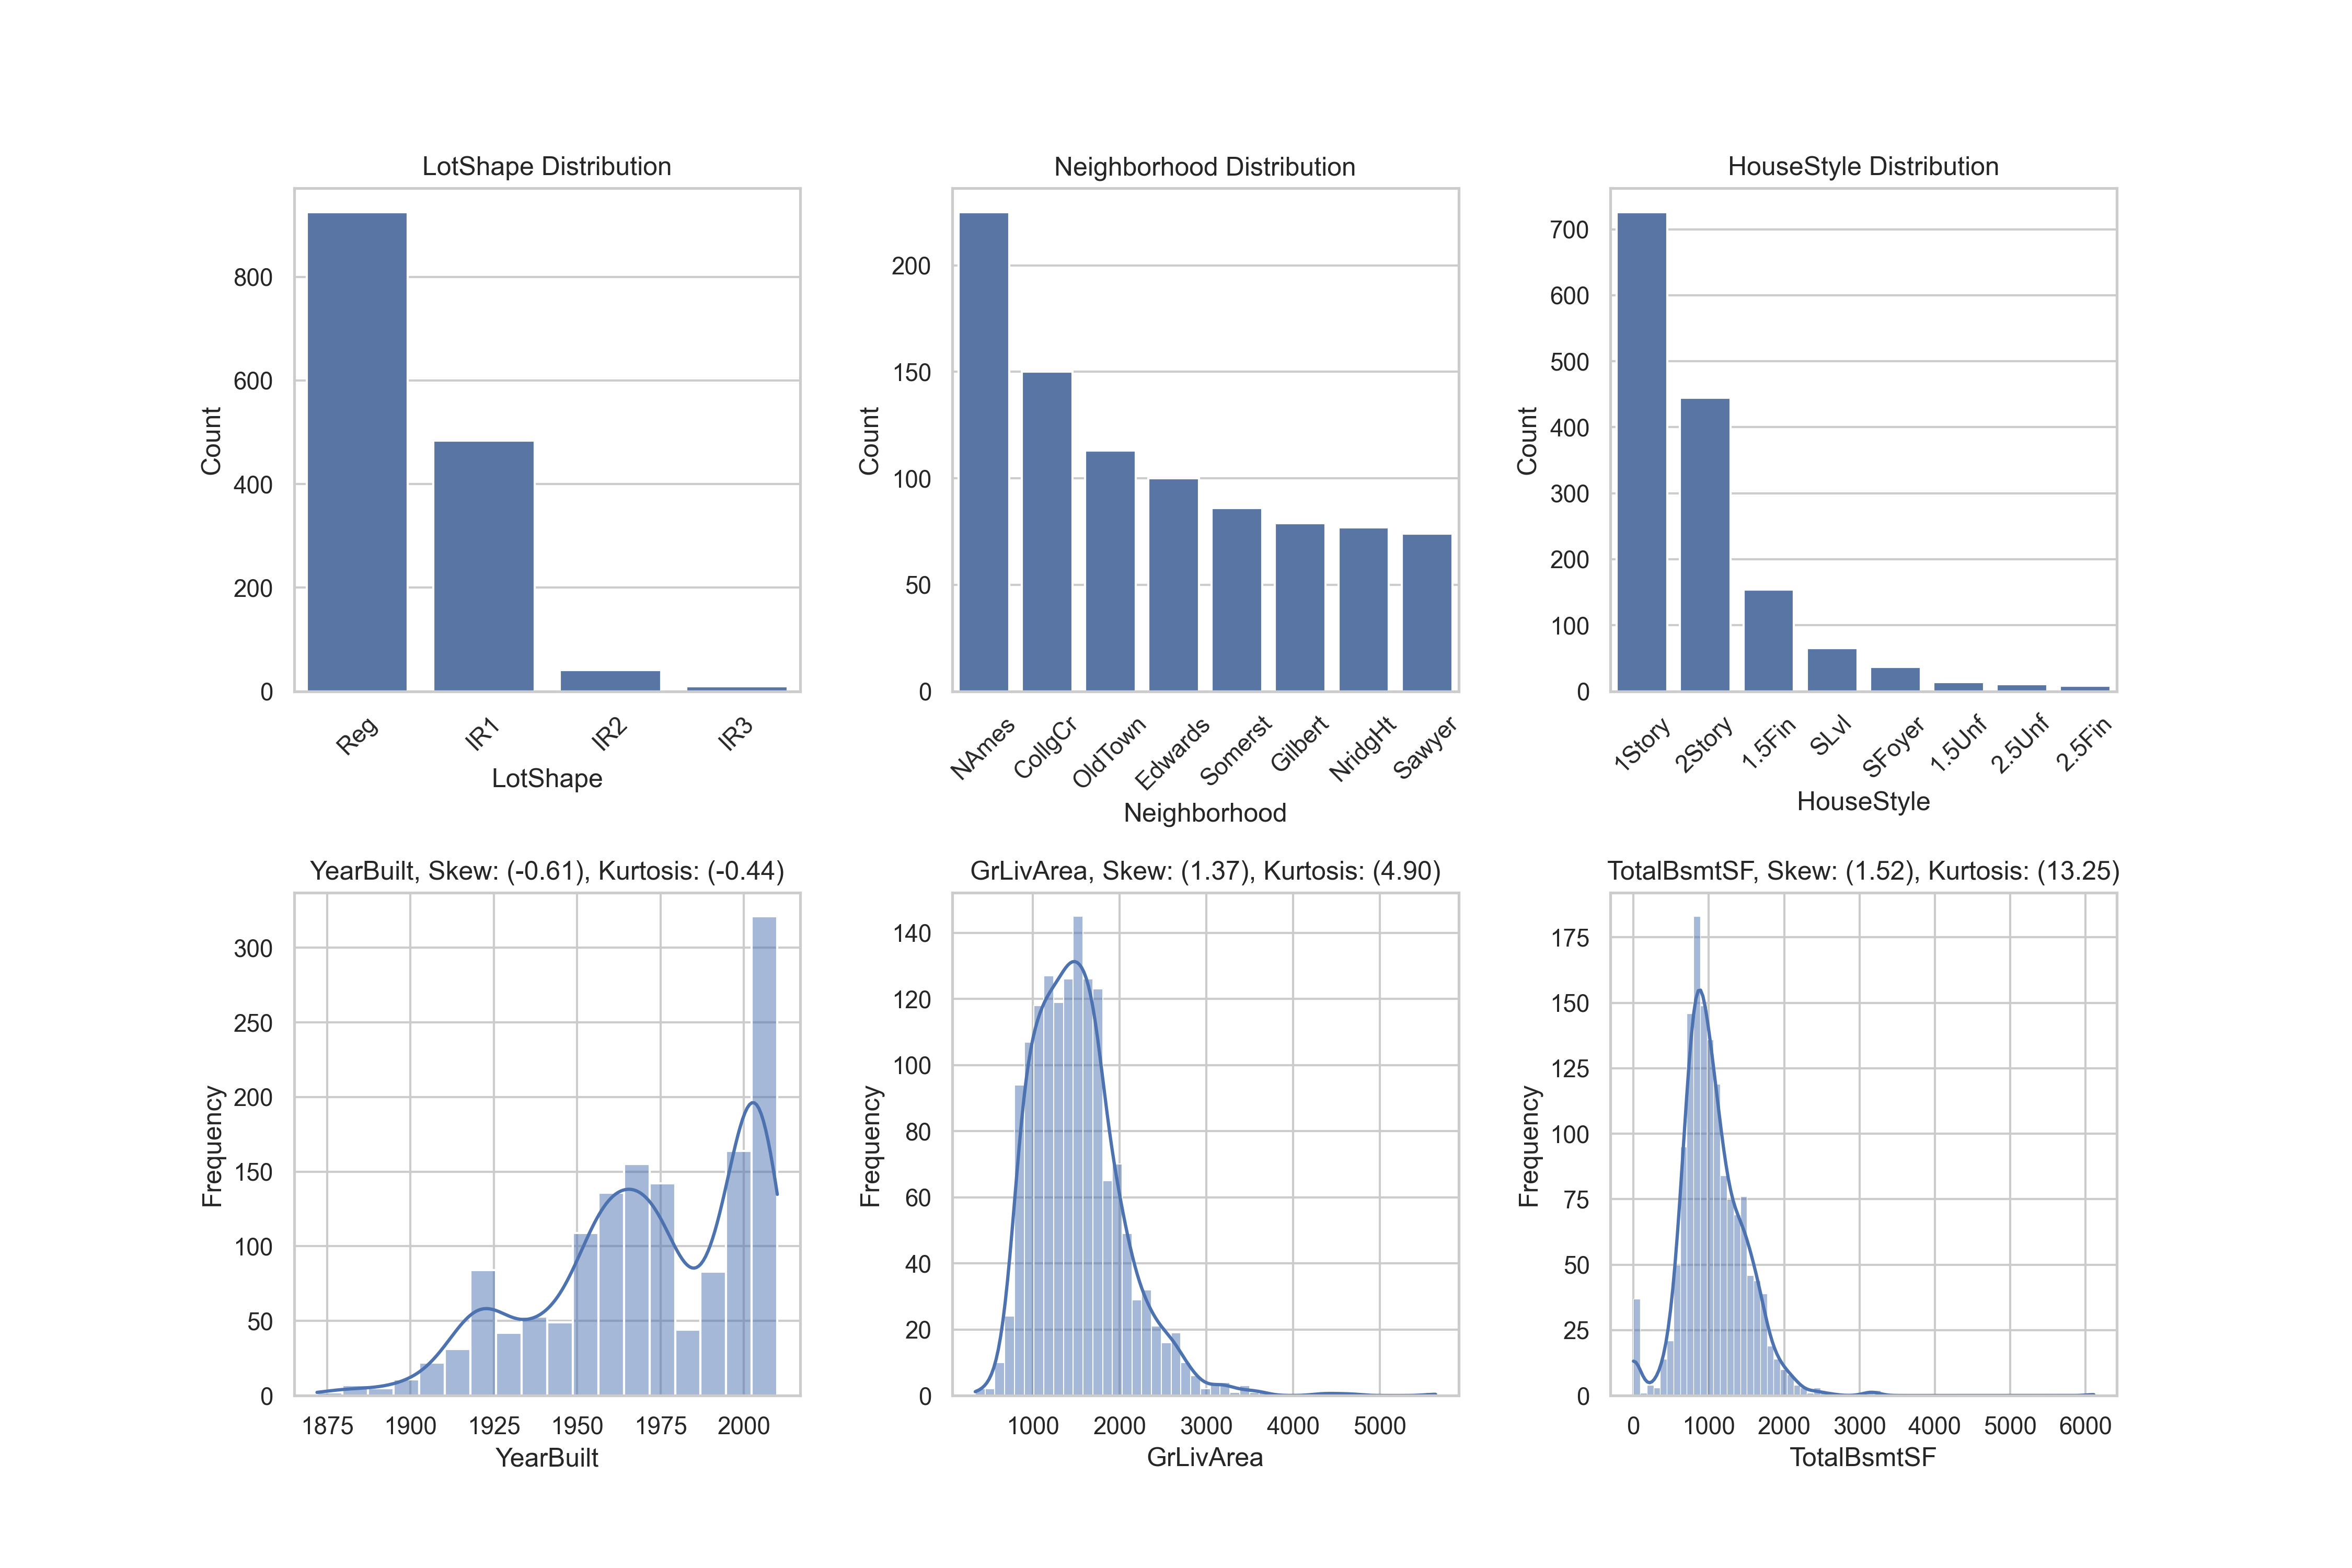 LotShape Distribution
Count
800
600
400
200
0
Reg
IR1
IR2
IR3
LotShape
Neighborhood Distribution
Count
200
150
100
50
0
NAmes
CollgCr
OldTown
Edwards
Somerst
Gilbert
NridgHt
Sawyer
Neighborhood
HouseStyle Distribution
Count
700
600
500
400
300
200
100
0
1Story
2Story
1.5Fin
SLvl
SFoyer
1.5Unf
2.5Unf
2.5Fin
HouseStyle
YearBuilt, Skew: (-0.61), Kurtosis: (-0.44)
Frequency
300
250
200
150
100
50
0
1875
1900
1925
1950
1975
2000
YearBuilt
GrLivArea, Skew: (1.37), Kurtosis: (4.90)
Frequency
140
120
100
80
60
40
20
0
1000
2000
3000
4000
5000
GrLivArea
TotalBsmtSF, Skew: (1.52), Kurtosis: (13.25)
Frequency
175
150
125
100
75
50
25
0
0
1000
2000
3000
4000
5000
6000
TotalBsmtSF